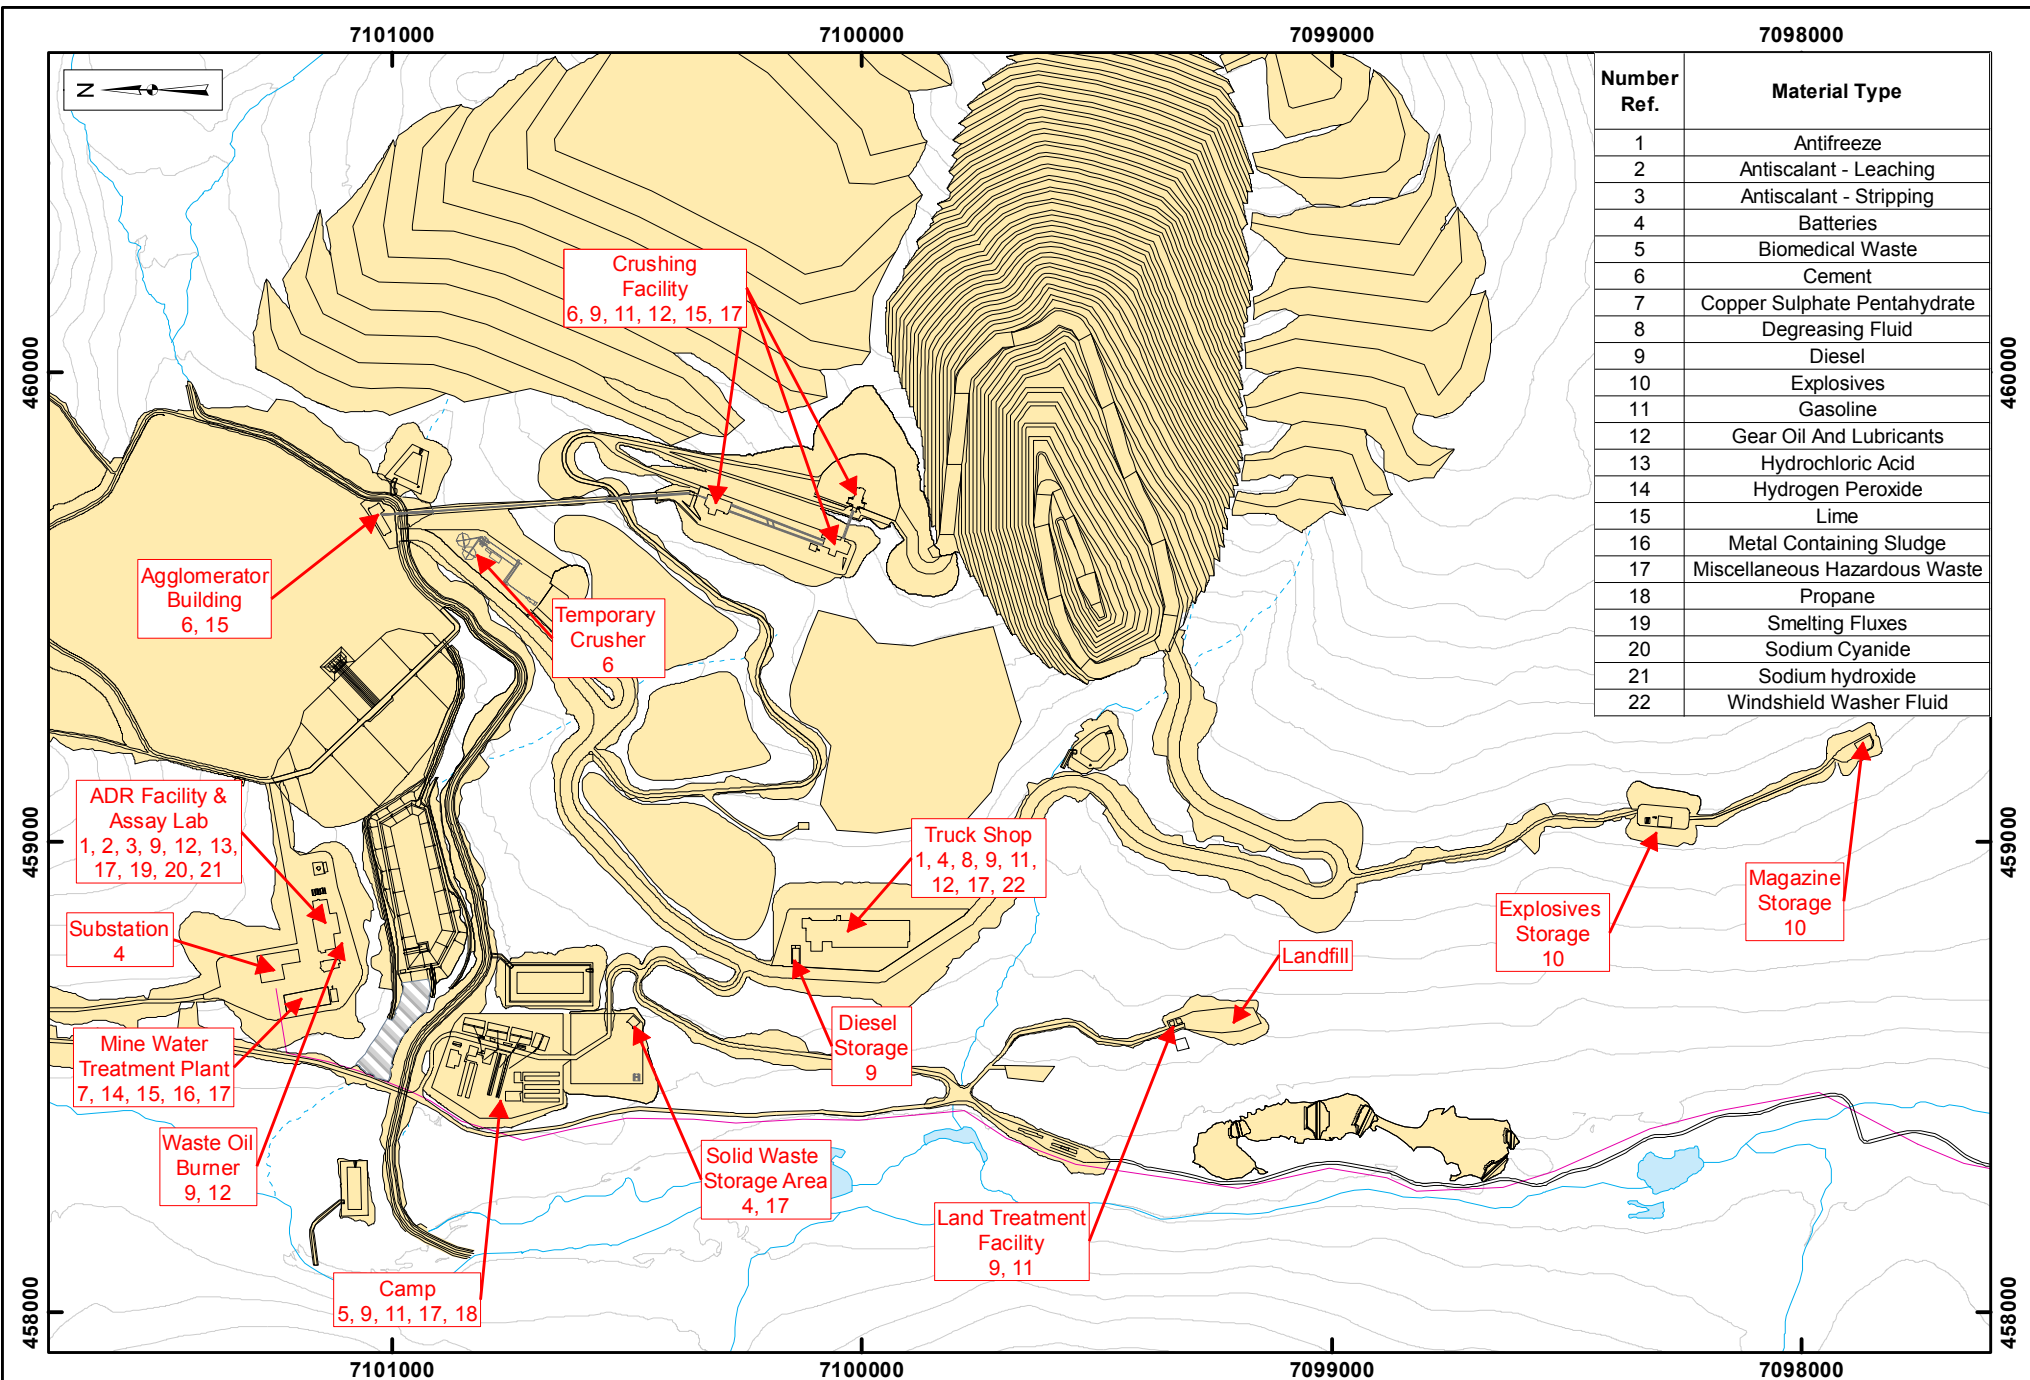 7101000
7100000
7099000
7098000
N
Number
Ref.
Material Type
1 Antifreeze
2 Antiscalant - Leaching
3 Antiscalant - Stripping
4 Batteries
5 Biomedical Waste
6 Cement
7 Copper Sulphate Pentahydrate
8 Degreasing Fluid
9 Diesel
10 Explosives
11 Gasoline
12 Gear Oil And Lubricants
13 Hydrochloric Acid
14 Hydrogen Peroxide
15 Lime
16 Metal Containing Sludge
17 Miscellaneous Hazardous Waste
18 Propane
19 Smelting Fluxes
20 Sodium Cyanide
21 Sodium hydroxide
22 Windshield Washer Fluid
Crushing
Facility
6, 9, 11, 12, 15, 17
460000
460000
Agglomerator
Building
6, 15
Temporary
Crusher
6
ADR Facility &
Assay Lab
1, 2, 3, 9, 12, 13,
17, 19, 20, 21
Truck Shop
1, 4, 8, 9, 11,
12, 17, 22
459000
459000
Magazine
Storage
10
Explosives
Storage
10
Substation
4
Landfill
Diesel
Storage
9
Mine Water
Treatment Plant
7, 14, 15, 16, 17
Waste Oil
Burner
9, 12
Solid Waste
Storage Area
4, 17
Land Treatment
Facility
9, 11
Camp
5, 9, 11, 17, 18
458000
458000
7101000
7100000
7099000
7098000